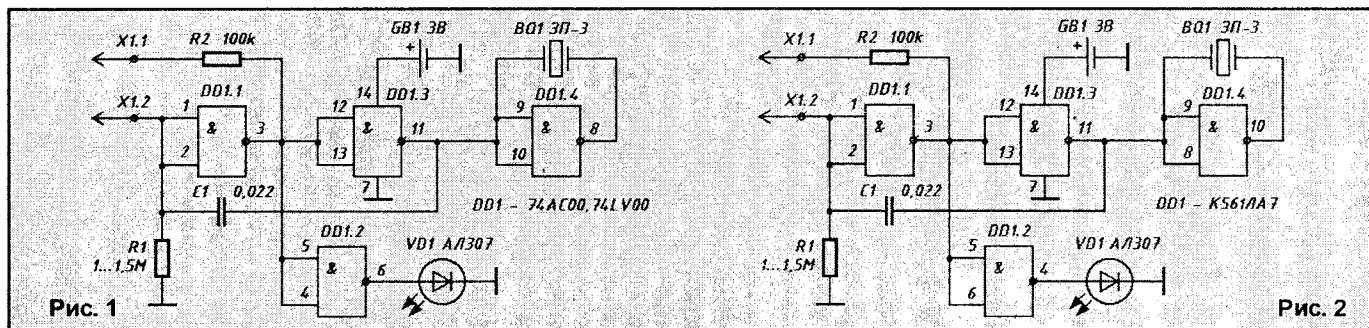 X1.1
R2 100k
GB1 3В
+
BQ1 ЗП-3
X1.2
1
2
DD1.1
&
3
14
12
13
DD1.3
&
11
7
9
10
DD1.4
&
8
C1 0,022
DD1 - 74AC00, 74LV00
R1
1...1,5М
DD1.2
5
4
&
6
VD1 АЛ307
Рис. 1
X1.1
R2 100k
GB1 3В
+
BQ1 ЗП-3
X1.2
1
2
DD1.1
&
3
14
12
13
DD1.3
&
11
7
9
8
DD1.4
&
10
C1 0,022
DD1 - К561ЛА7
R1
1...1,5М
DD1.2
5
6
&
4
VD1 АЛ307
Рис. 2